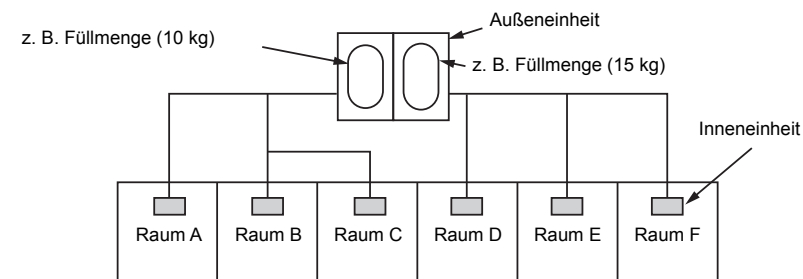 Außeneinheit
z. B. Füllmenge (10 kg)
z. B. Füllmenge (15 kg)
Inneneinheit
Raum A
Raum B
Raum C
Raum D
Raum E
Raum F